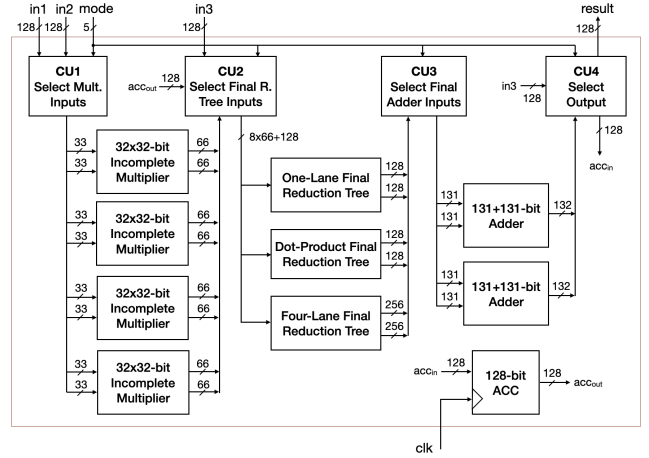 in1 in2 mode in3 result
128 128 5 128 128
CU1
Select Mult.
Inputs
acc_out 128
CU2
Select Final R.
Tree Inputs
CU3
Select Final
Adder Inputs
in3
128
CU4
Select
Output
128
acc_in
8x66+128
33
33
32x32-bit
Incomplete
Multiplier
66
66
33
33
32x32-bit
Incomplete
Multiplier
66
66
33
33
32x32-bit
Incomplete
Multiplier
66
66
33
33
32x32-bit
Incomplete
Multiplier
66
66
One-Lane Final
Reduction Tree
128
128
Dot-Product Final
Reduction Tree
128
128
Four-Lane Final
Reduction Tree
256
256
131
131
131+131-bit
Adder
132
131
131
131+131-bit
Adder
132
acc_in 128
128-bit
ACC
128 acc_out
clk